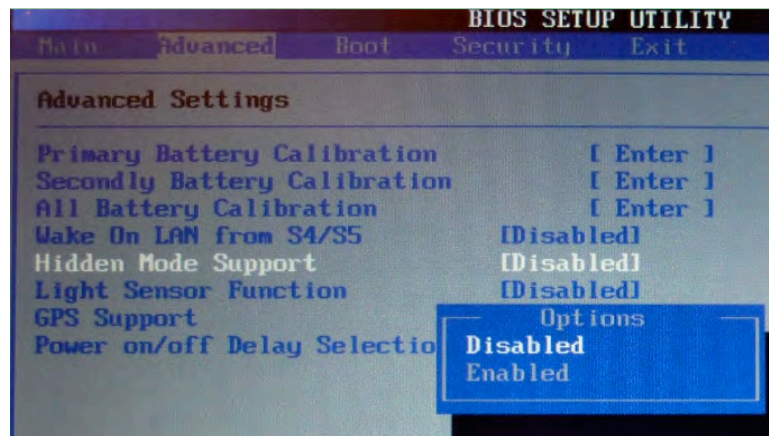 BIOS SETUP UTILITY
Main Advanced Boot Security Exit
Advanced Settings
Primary Battery Calibration [ Enter ]
Secondly Battery Calibration [ Enter ]
All Battery Calibration [ Enter ]
Wake On LAN from S4/S5 [Disabled]
Hidden Mode Support [Disabled]
Light Sensor Function [Disabled]
GPS Support
Options
Power on/off Delay Selectio
Disabled
Enabled